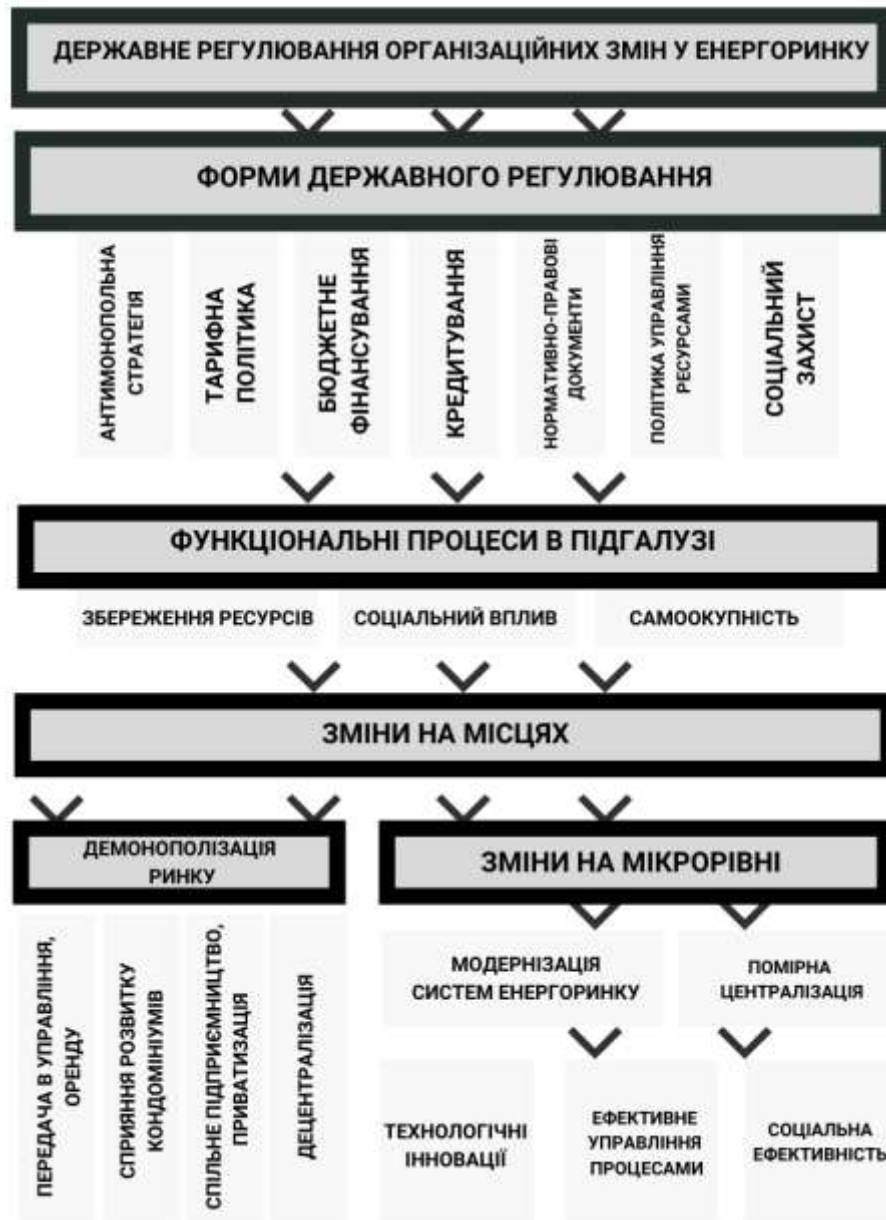 ДЕРЖАВНЕ РЕГУЛЮВАННЯ ОРГАНІЗАЦІЙНИХ ЗМІН У ЕНЕРГОРИНКУ
ФОРМИ ДЕРЖАВНОГО РЕГУЛЮВАННЯ
АНТИМОНОПОЛЬНА
СТРАТЕГІЯ
ТАРИФНА
ПОЛІТИКА
БЮДЖЕТНЕ
ФІНАНСУВАННЯ
КРЕДИТУВАННЯ
НОРМАТИВНО-ПРАВОВІ
ДОКУМЕНТИ
ПОЛІТИКА УПРАВЛІННЯ
РЕСУРСАМИ
СОЦІАЛЬНИЙ
ЗАХИСТ
ФУНКЦІОНАЛЬНІ ПРОЦЕСИ В ПІДГАЛУЗІ
ЗБЕРЕЖЕННЯ РЕСУРСІВ
СОЦІАЛЬНИЙ ВПЛИВ
САМООКУПНІСТЬ
ЗМІНИ НА МІСЦЯХ
ДЕМОНОПОЛІЗАЦІЯ
РИНКУ
ЗМІНИ НА МІКРОРІВНІ
ПЕРЕДАЧА В УПРАВЛІННЯ,
ОРЕНДУ
СПРИЯННЯ РОЗВИТКУ
КОНДОМІНІУМІВ
СПІЛЬНЕ ПІДПРИЄМНИЦТВО,
ПРИВАТИЗАЦІЯ
ДЕЦЕНТРАЛІЗАЦІЯ
МОДЕРНІЗАЦІЯ
СИСТЕМ ЕНЕРГОРИНКУ
ПОМІРНА
ЦЕНТРАЛІЗАЦІЯ
ТЕХНОЛОГІЧНІ
ІННОВАЦІЇ
ЕФЕКТИВНЕ
УПРАВЛІННЯ
ПРОЦЕСАМИ
СОЦІАЛЬНА
ЕФЕКТИВНІСТЬ